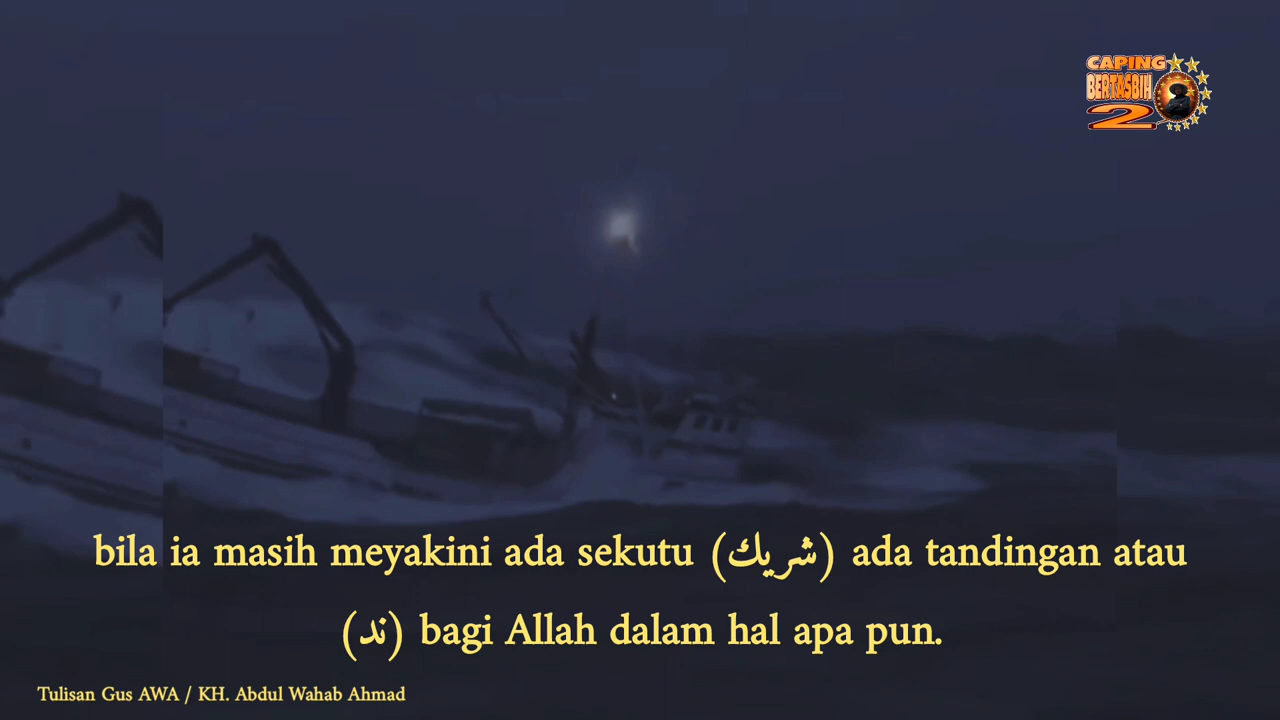 CAPING
BERTASBIH
2
bila ia masih meyakini ada sekutu (شريك) ada tandingan atau
(ند) bagi Allah dalam hal apa pun.
Tulisan Gus AWA / KH. Abdul Wahab Ahmad